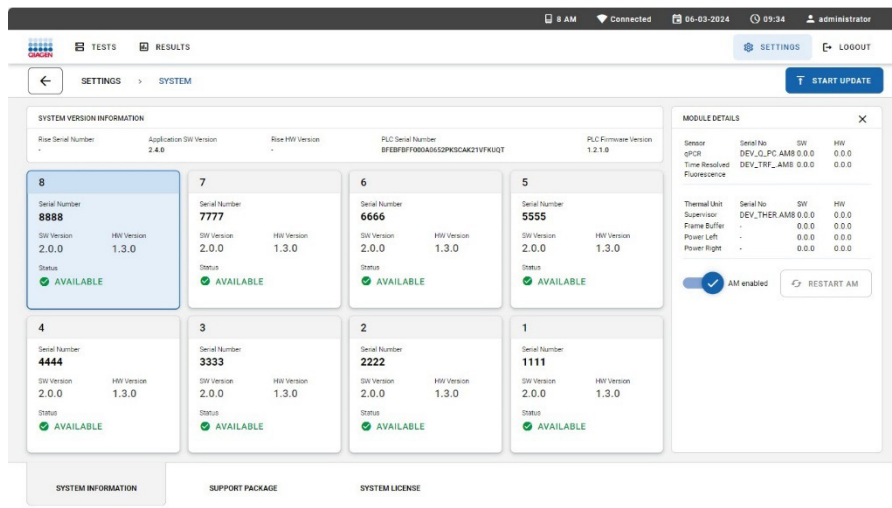 8 AM Connected 06-03-2024 09:34 administrator
QIAGEN TESTS RESULTS SETTINGS LOGOUT
SETTINGS > SYSTEM START UPDATE
SYSTEM VERSION INFORMATION
Rise Serial Number Application SW Version Rise HW Version PLC Serial Number PLC Firmware Version
- 2.4.0 - BFEBFBFF000A0652PKSCAK21VFKUQT 1.2.1.0
8
Serial Number
8888
SW Version HW Version
2.0.0 1.3.0
Status
AVAILABLE
7
Serial Number
7777
SW Version HW Version
2.0.0 1.3.0
Status
AVAILABLE
6
Serial Number
6666
SW Version HW Version
2.0.0 1.3.0
Status
AVAILABLE
5
Serial Number
5555
SW Version HW Version
2.0.0 1.3.0
Status
AVAILABLE
4
Serial Number
4444
SW Version HW Version
2.0.0 1.3.0
Status
AVAILABLE
3
Serial Number
3333
SW Version HW Version
2.0.0 1.3.0
Status
AVAILABLE
2
Serial Number
2222
SW Version HW Version
2.0.0 1.3.0
Status
AVAILABLE
1
Serial Number
1111
SW Version HW Version
2.0.0 1.3.0
Status
AVAILABLE
MODULE DETAILS
Sensor Serial No SW HW
qPCR DEV_Q_PC.AM8 0.0.0 0.0.0
Time Resolved DEV_TRF_.AM8 0.0.0 0.0.0
Fluorescence
Thermal Unit Serial No SW HW
Supervisor DEV_THER.AM8 0.0.0 0.0.0
Frame Buffer - 0.0.0 0.0.0
Power Left - 0.0.0 0.0.0
Power Right - 0.0.0 0.0.0
AM enabled RESTART AM
SYSTEM INFORMATION SUPPORT PACKAGE SYSTEM LICENSE